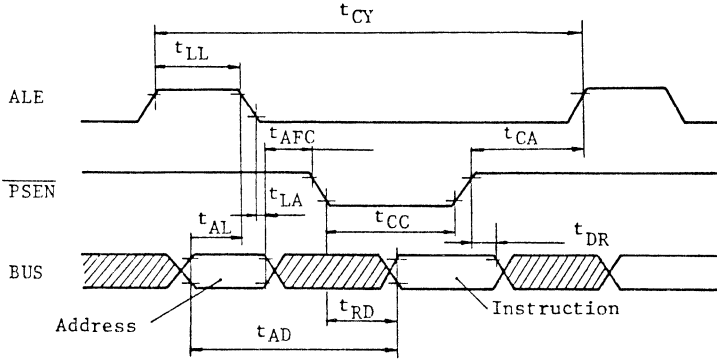 tCY
tLL
ALE
tAFC
tCA
PSEN
tLA
tAL
tCC
tDR
BUS
Address
tRD
Instruction
tAD